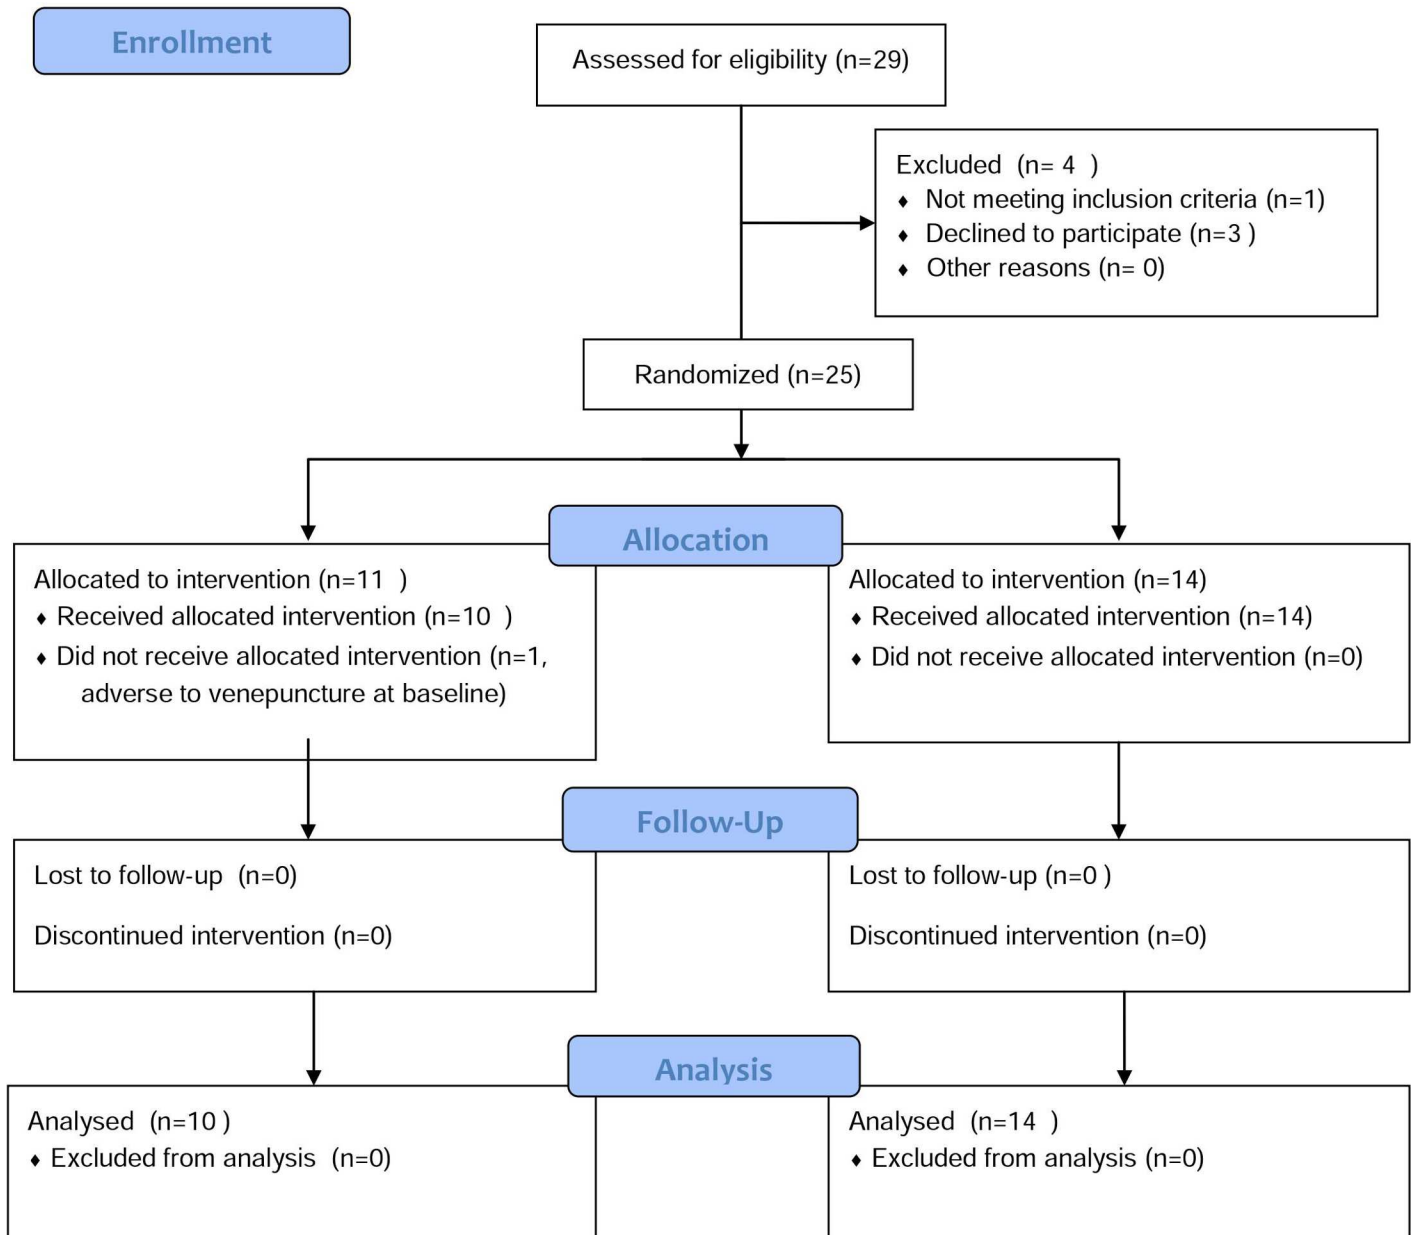 Enrollment
Assessed for eligibility (n=29)
Excluded  (n= 4  )
♦ Not meeting inclusion criteria (n=1)
♦ Declined to participate (n=3 )
♦ Other reasons (n= 0)
Randomized (n=25)
Allocation
Allocated to intervention (n=11  )
♦ Received allocated intervention (n=10  )
♦ Did not receive allocated intervention (n=1,
adverse to venepuncture at baseline)
Allocated to intervention (n=14)
♦ Received allocated intervention (n=14)
♦ Did not receive allocated intervention (n=0)
Follow-Up
Lost to follow-up  (n=0)
Discontinued intervention (n=0)
Lost to follow-up (n=0 )
Discontinued intervention (n=0)
Analysis
Analysed  (n=10 )
♦ Excluded from analysis  (n=0)
Analysed  (n=14  )
♦ Excluded from analysis (n=0)